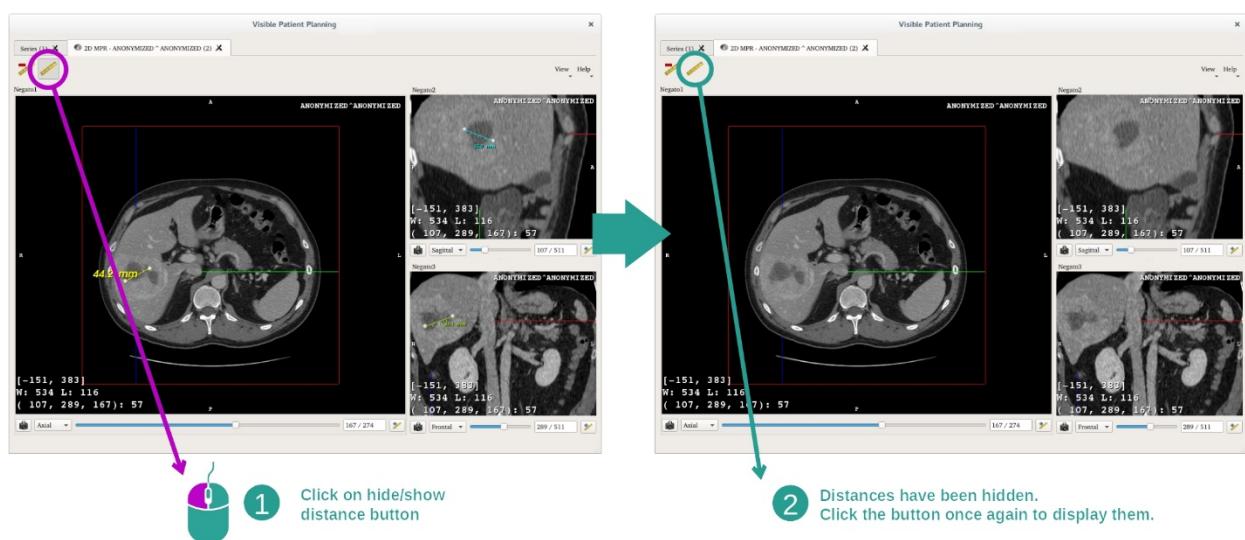 Visible Patient Planning
Series (1)
2D MPR - ANONYMIZED ^ ANONYMIZED (2)
View Help
Negato1
A
ANONYMIZED^ANONYMIZED
R
L
44.2 mm
[-151, 383]
W: 534 L: 116
( 107, 289, 167): 57
P
Axial
167 / 274
Negato2
ANONYMIZED^ANONYMIZED
A
[-151, 383]
W: 534 L: 116
( 107, 289, 167): 57
Sagittal
107 / 511
Negato3
ANONYMIZED^ANONYMIZED
R
L
[-151, 383]
W: 534 L: 116
( 107, 289, 167): 57
Frontal
289 / 511
1
Click on hide/show
distance button
Visible Patient Planning
Series (1)
2D MPR - ANONYMIZED ^ ANONYMIZED (2)
View Help
Negato1
A
ANONYMIZED^ANONYMIZED
R
L
[-151, 383]
W: 534 L: 116
( 107, 289, 167): 57
P
Axial
167 / 274
Negato2
ANONYMIZED^ANONYMIZED
A
[-151, 383]
W: 534 L: 116
( 107, 289, 167): 57
Sagittal
107 / 511
Negato3
ANONYMIZED^ANONYMIZED
R
L
[-151, 383]
W: 534 L: 116
( 107, 289, 167): 57
Frontal
289 / 511
2
Distances have been hidden.
Click the button once again to display them.